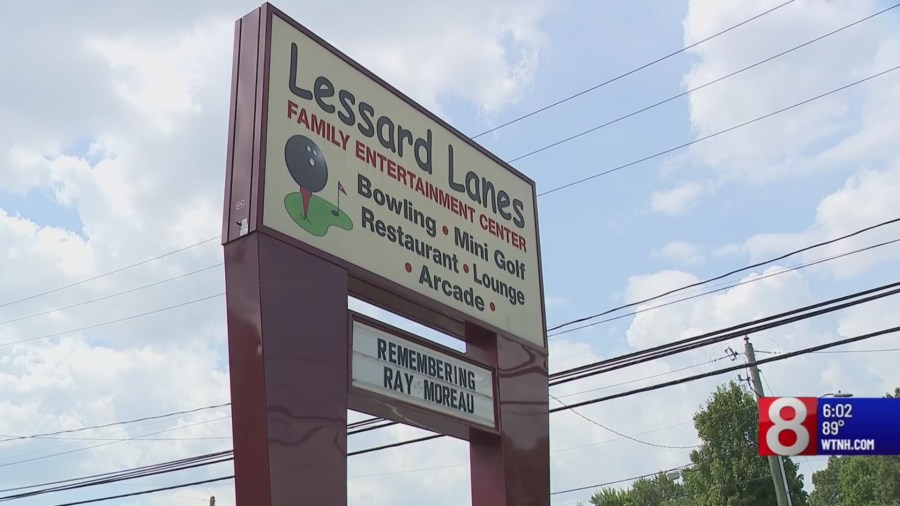 Lessard Lanes
FAMILY ENTERTAINMENT CENTER
Bowling • Mini Golf
Restaurant • Lounge
• Arcade •
REMEMBERING
RAY MOREAU
8
6:02
89°
WTNH.COM